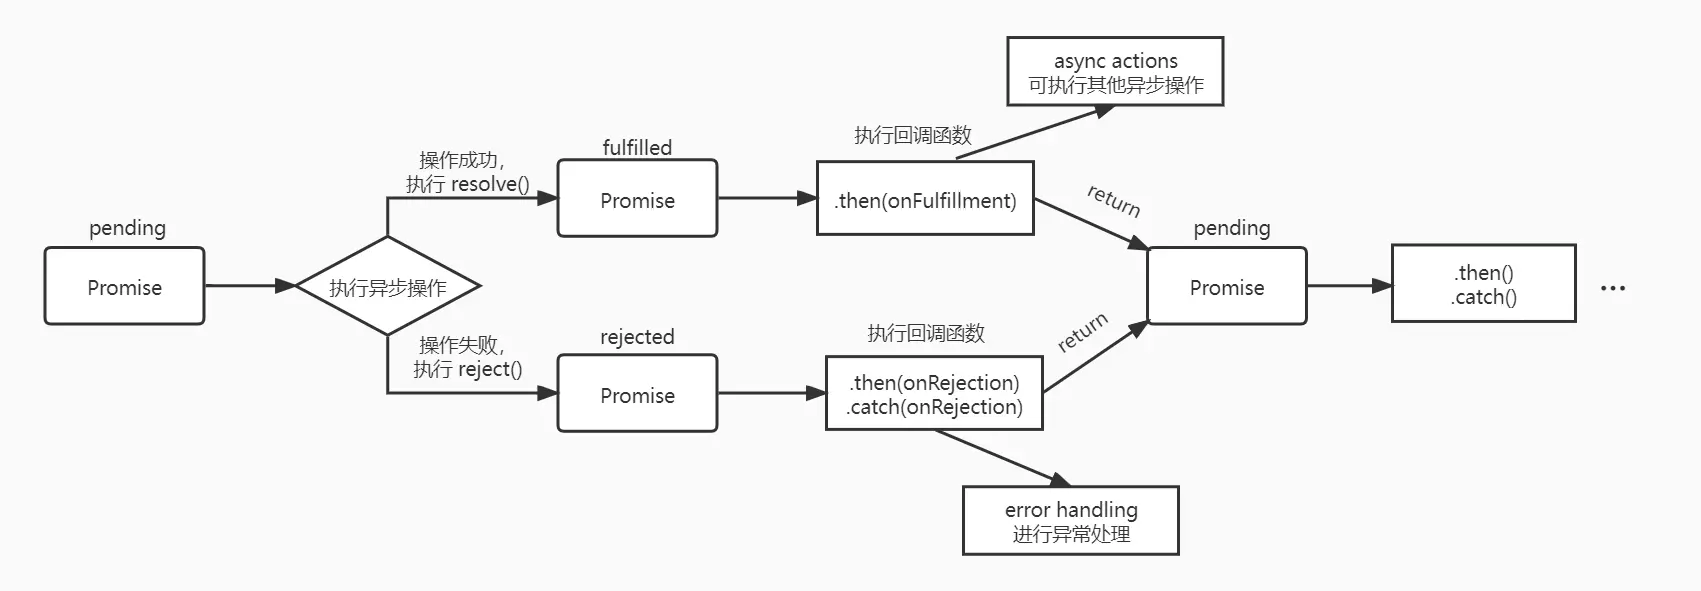 pending
Promise
执行异步操作
操作成功，
执行 resolve()
fulfilled
Promise
执行回调函数
.then(onFulfillment)
async actions
可执行其他异步操作
return
操作失败，
执行 reject()
rejected
Promise
执行回调函数
.then(onRejection)
.catch(onRejection)
return
error handling
进行异常处理
pending
Promise
.then()
.catch()
...